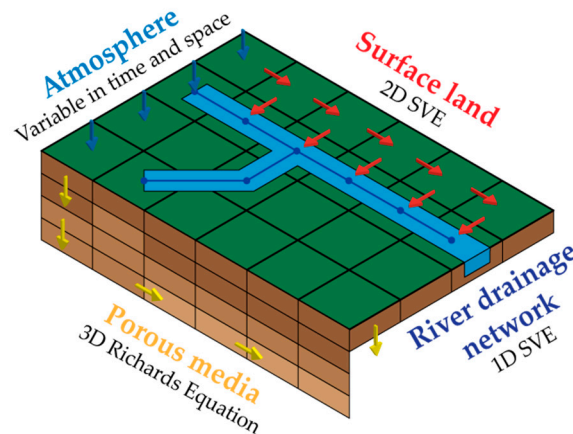 Atmosphere
Variable in time and space
Surface land
2D SVE
River drainage
network
1D SVE
Porous media
3D Richards Equation